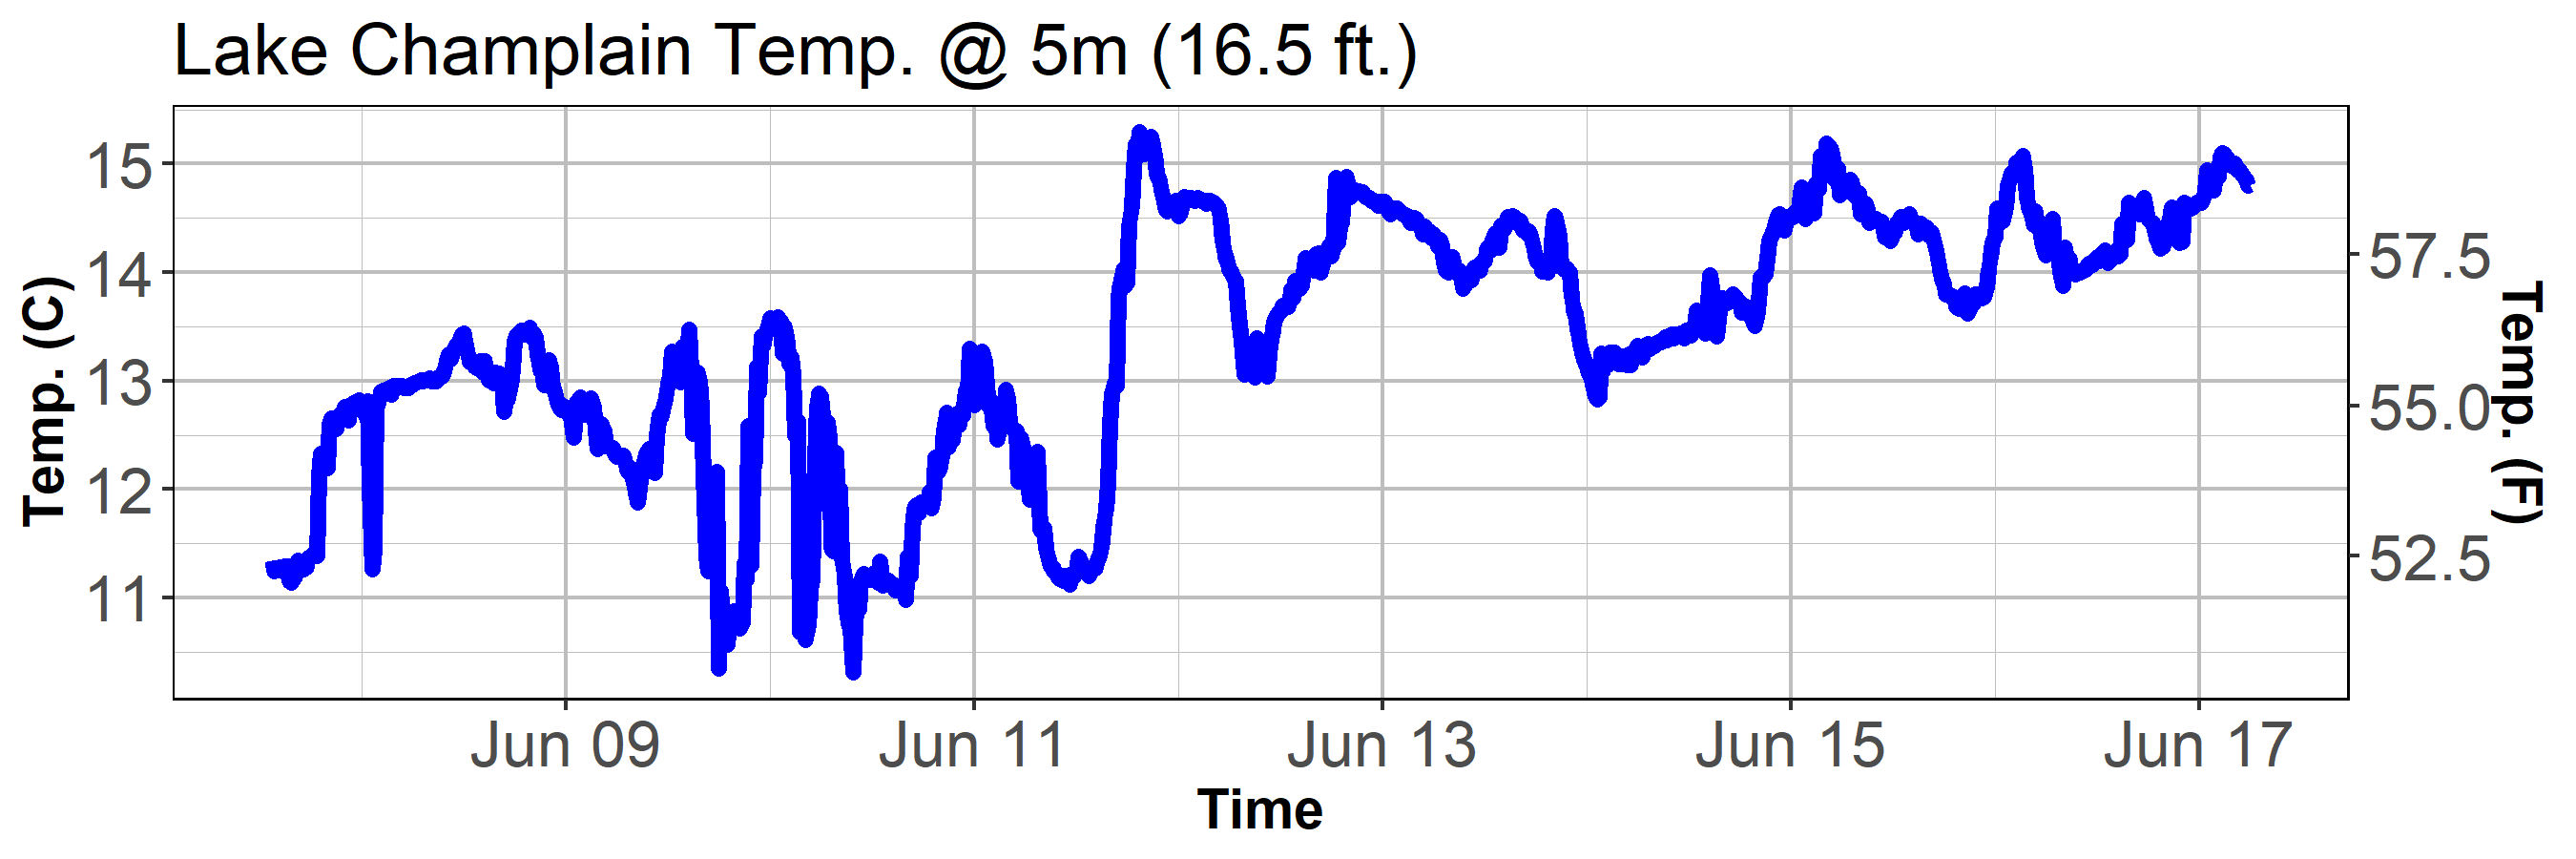 Lake Champlain Temp. @ 5m (16.5 ft.)
Temp. (C)
15
14
13
12
11
57.5
55.0
52.5
Temp. (F)
Jun 09 Jun 11 Jun 13 Jun 15 Jun 17
Time